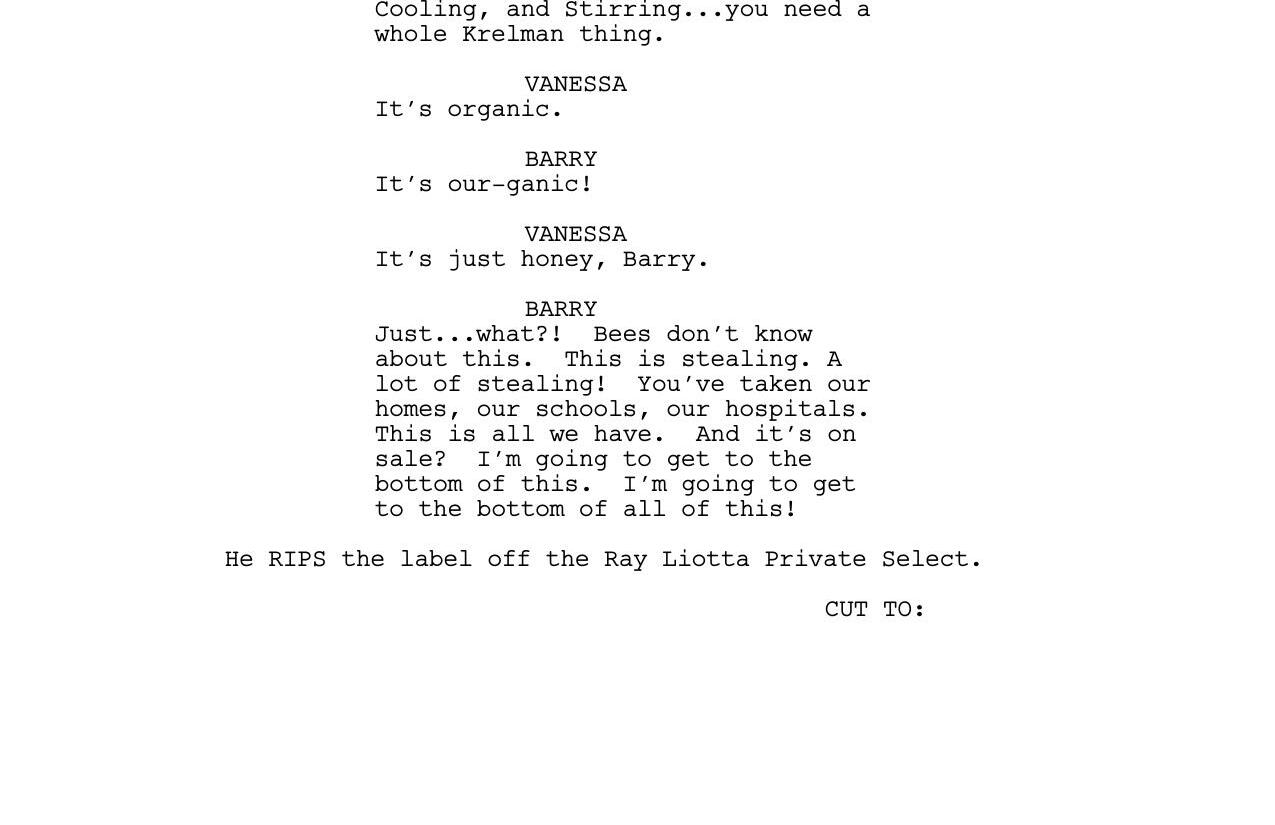 Cooling, and Stirring...you need a
whole Krelman thing.
VANESSA
It's organic.
BARRY
It's our-ganic!
VANESSA
It's just honey, Barry.
BARRY
Just...what?!  Bees don't know
about this.  This is stealing. A
lot of stealing!  You've taken our
homes, our schools, our hospitals.
This is all we have.  And it's on
sale?  I'm going to get to the
bottom of this.  I'm going to get
to the bottom of all of this!
He RIPS the label off the Ray Liotta Private Select.
CUT TO: